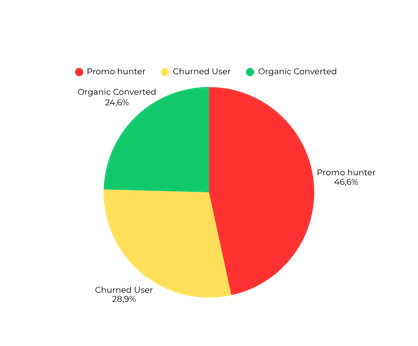 Promo hunter Churned User Organic Converted
Organic Converted
24,6%
Promo hunter
46,6%
Churned User
28,9%